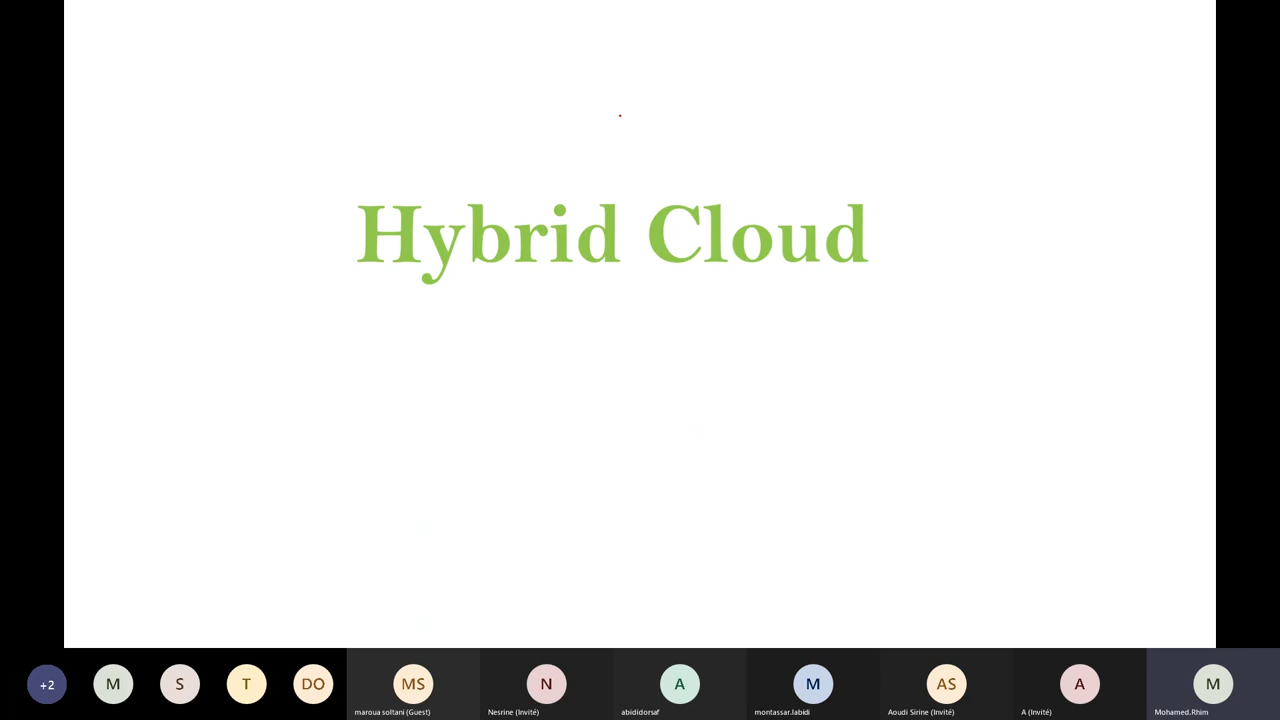 Hybrid Cloud
+2
M
S
T
DO
MS
N
A
M
AS
A
M
maroua soltani (Guest)
Nesrine (Invité)
abididorsaf
montassar.labidi
Aoudi Sirine (Invité)
A (Invité)
Mohamed.Rhim